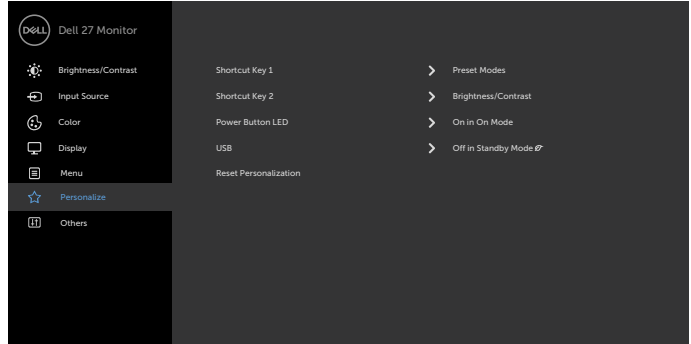 DELL Dell 27 Monitor
Brightness/Contrast
Input Source
Color
Display
Menu
Personalize
Others
Shortcut Key 1 Preset Modes
Shortcut Key 2 Brightness/Contrast
Power Button LED On in On Mode
USB Off in Standby Mode
Reset Personalization